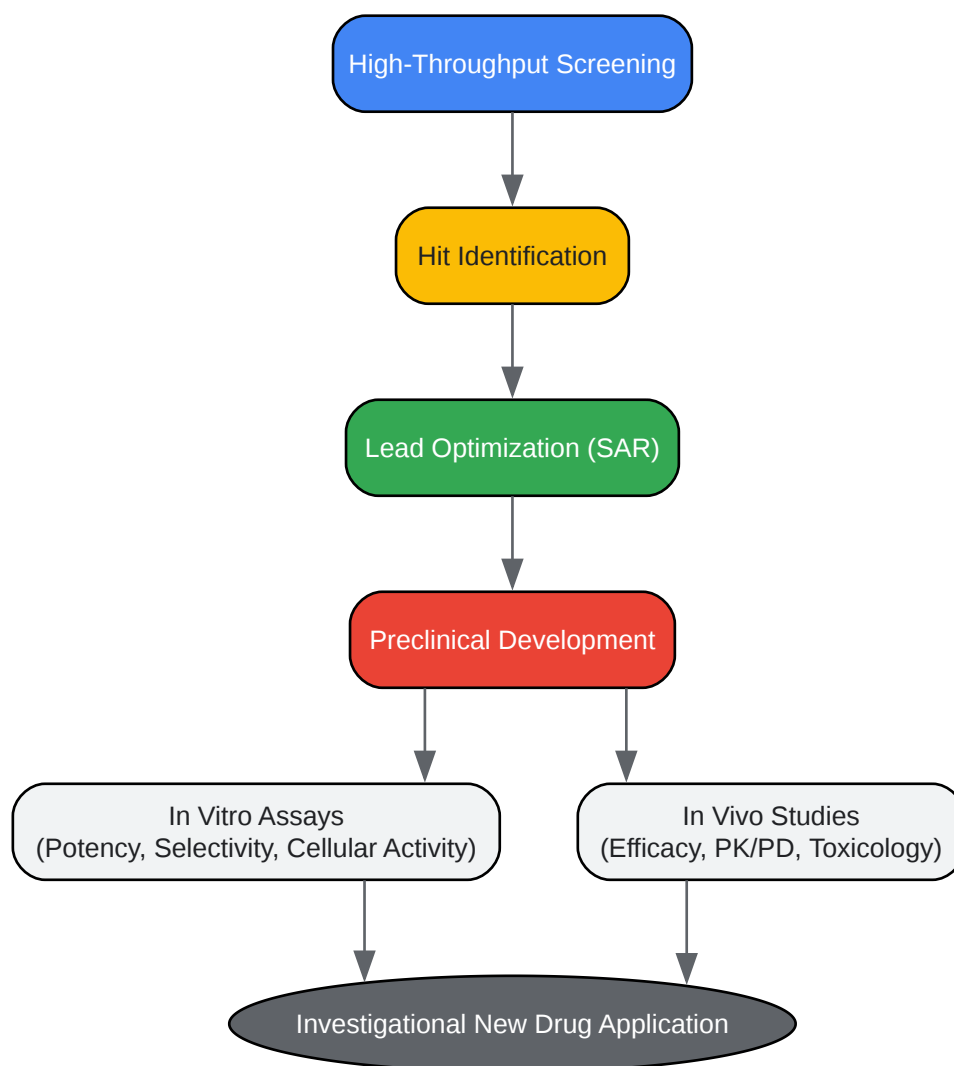 High-Throughput Screening
Hit Identification
Lead Optimization (SAR)
Preclinical Development
In Vitro Assays
(Potency, Selectivity, Cellular Activity)
In Vivo Studies
(Efficacy, PK/PD, Toxicology)
Investigational New Drug Application